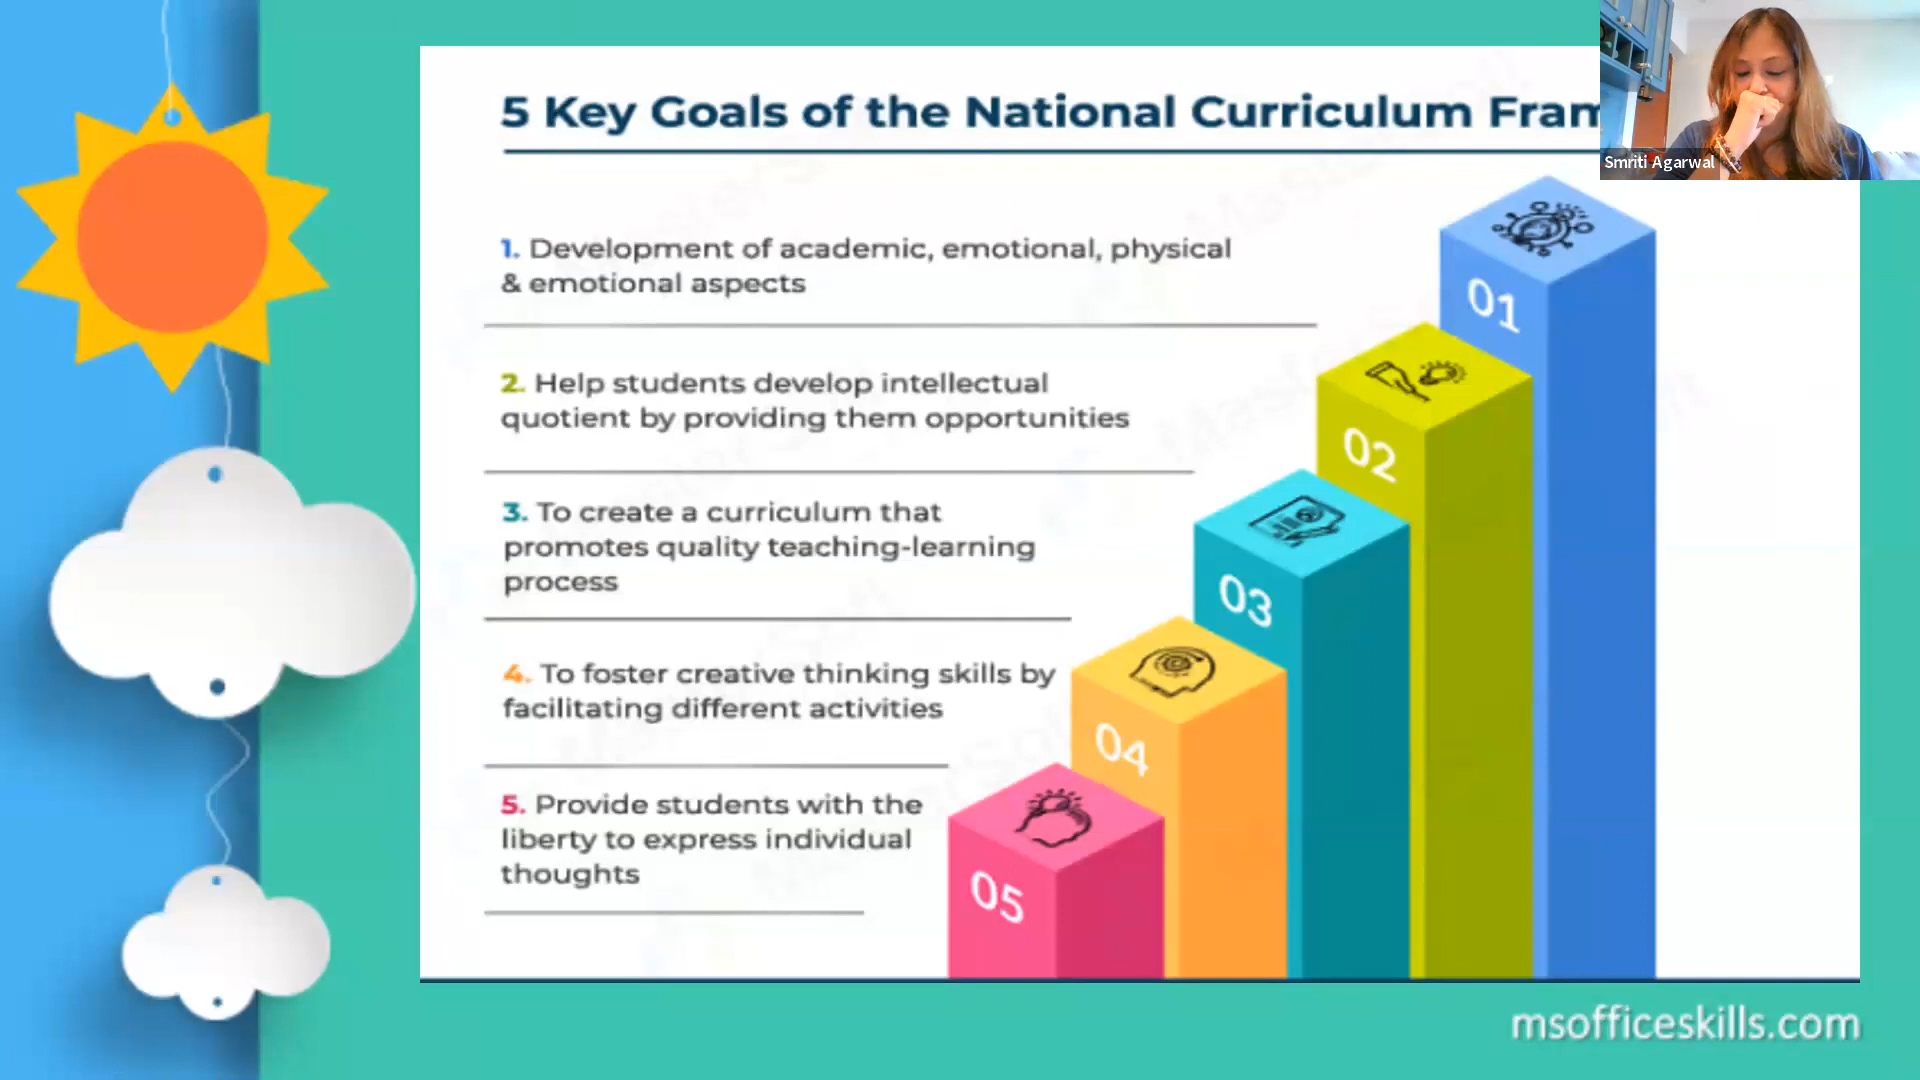 5 Key Goals of the National Curriculum Fram
Smriti Agarwal
1. Development of academic, emotional, physical
& emotional aspects
2. Help students develop intellectual
quotient by providing them opportunities
3. To create a curriculum that
promotes quality teaching-learning
process
4. To foster creative thinking skills by
facilitating different activities
5. Provide students with the
liberty to express individual
thoughts
01
02
03
04
05
msofficeskills.com